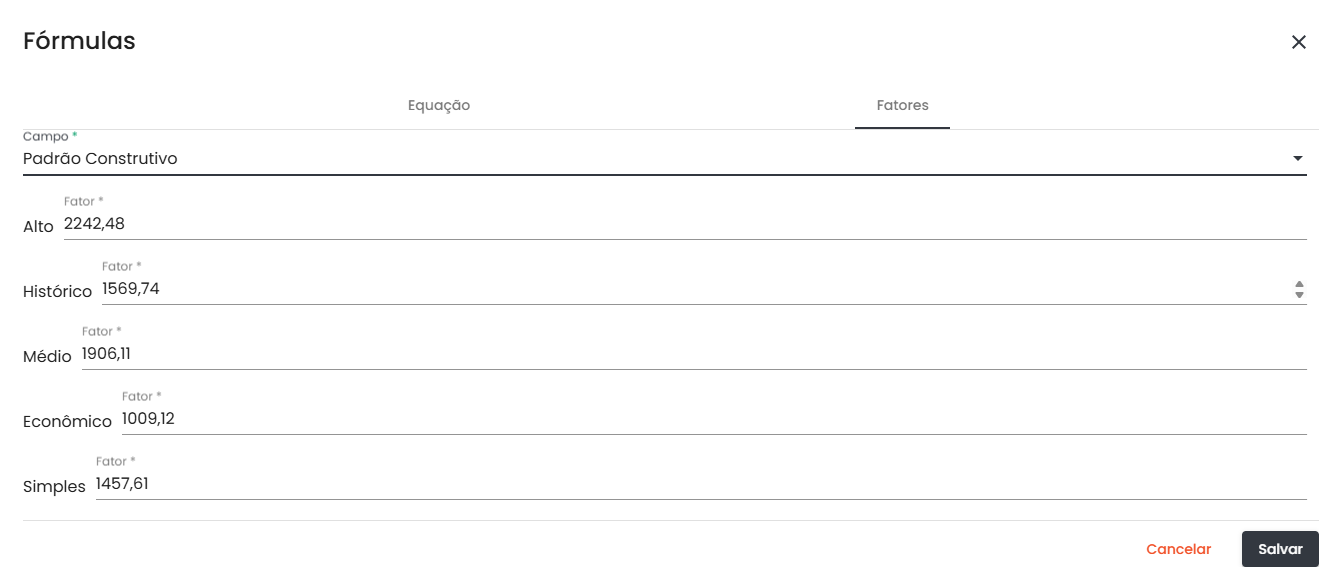 Fórmulas
Equação
Fatores
Campo *
Padrão Construtivo
Fator *
Alto 2242,48
Fator *
Histórico 1569,74
Fator *
Médio 1906,11
Fator *
Econômico 1009,12
Fator *
Simples 1457,61
Cancelar
Salvar